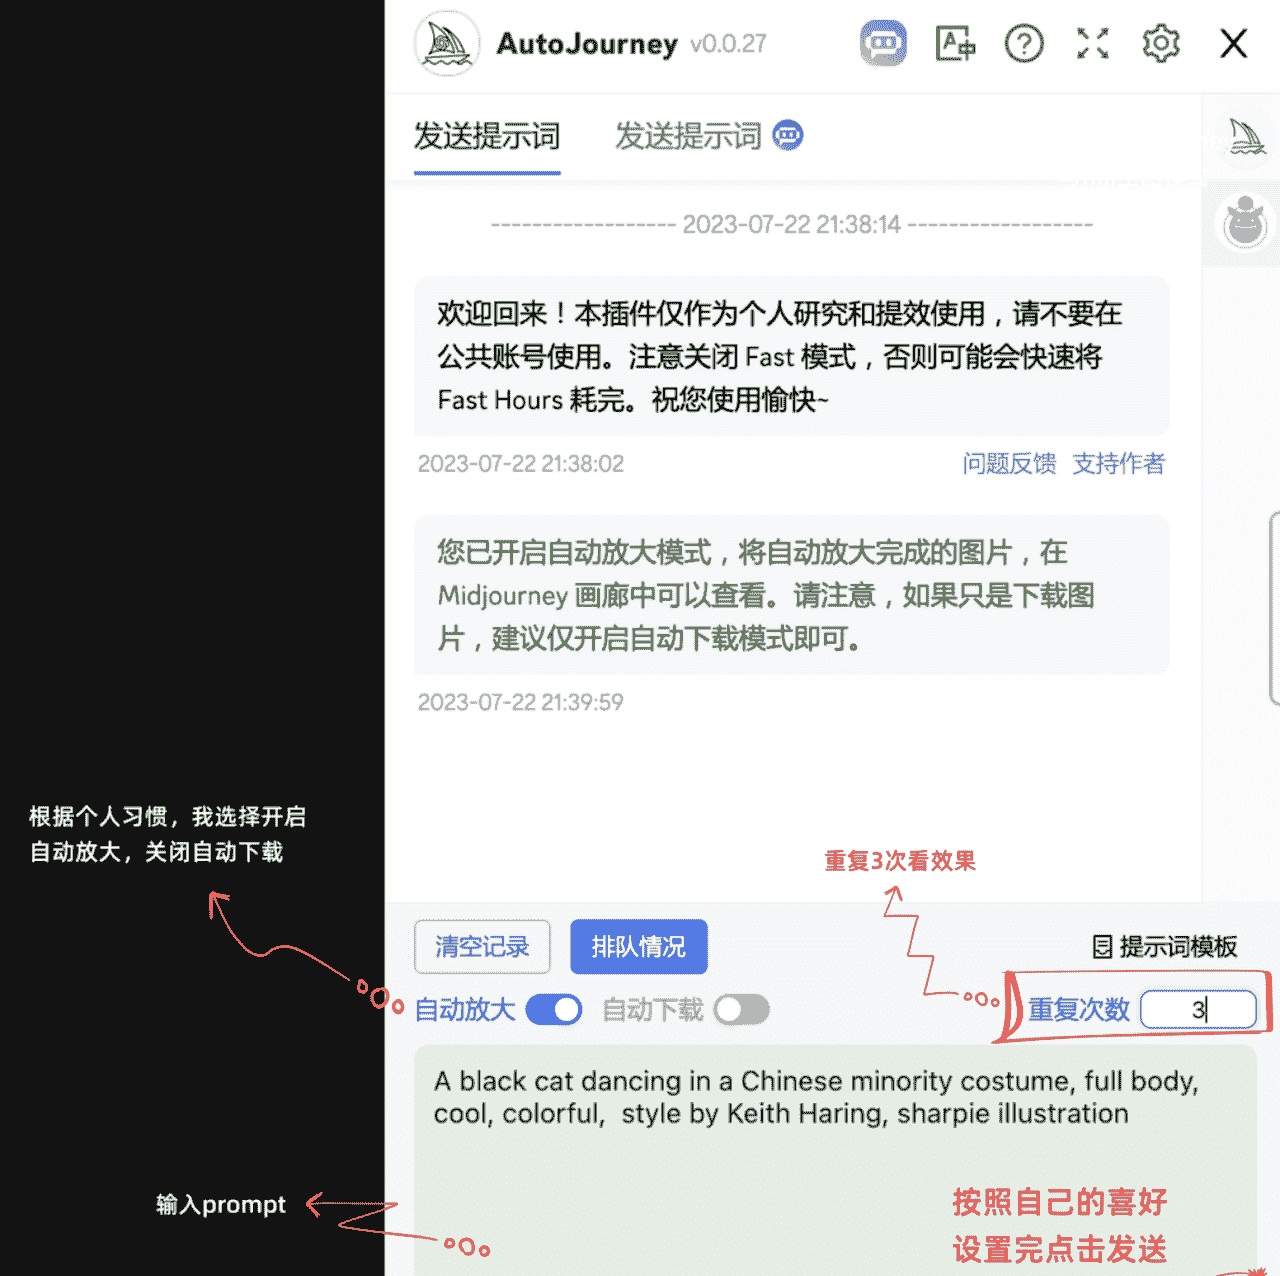 AutoJourney v0.0.27
发送提示词 发送提示词
------------------ 2023-07-22 21:38:14 ------------------
欢迎回来！本插件仅作为个人研究和提效使用，请不要在
公共账号使用。注意关闭 Fast 模式，否则可能会快速将
Fast Hours 耗完。祝您使用愉快~
2023-07-22 21:38:02 问题反馈 支持作者
您已开启自动放大模式，将自动放大完成的图片，在
Midjourney 画廊中可以查看。请注意，如果只是下载图
片，建议仅开启自动下载模式即可。
2023-07-22 21:39:59
根据个人习惯，我选择开启
自动放大，关闭自动下载
重复3次看效果
清空记录 排队情况 提示词模板
自动放大 自动下载 重复次数 3
A black cat dancing in a Chinese minority costume, full body,
cool, colorful,  style by Keith Haring, sharpie illustration
输入prompt
按照自己的喜好
设置完点击发送